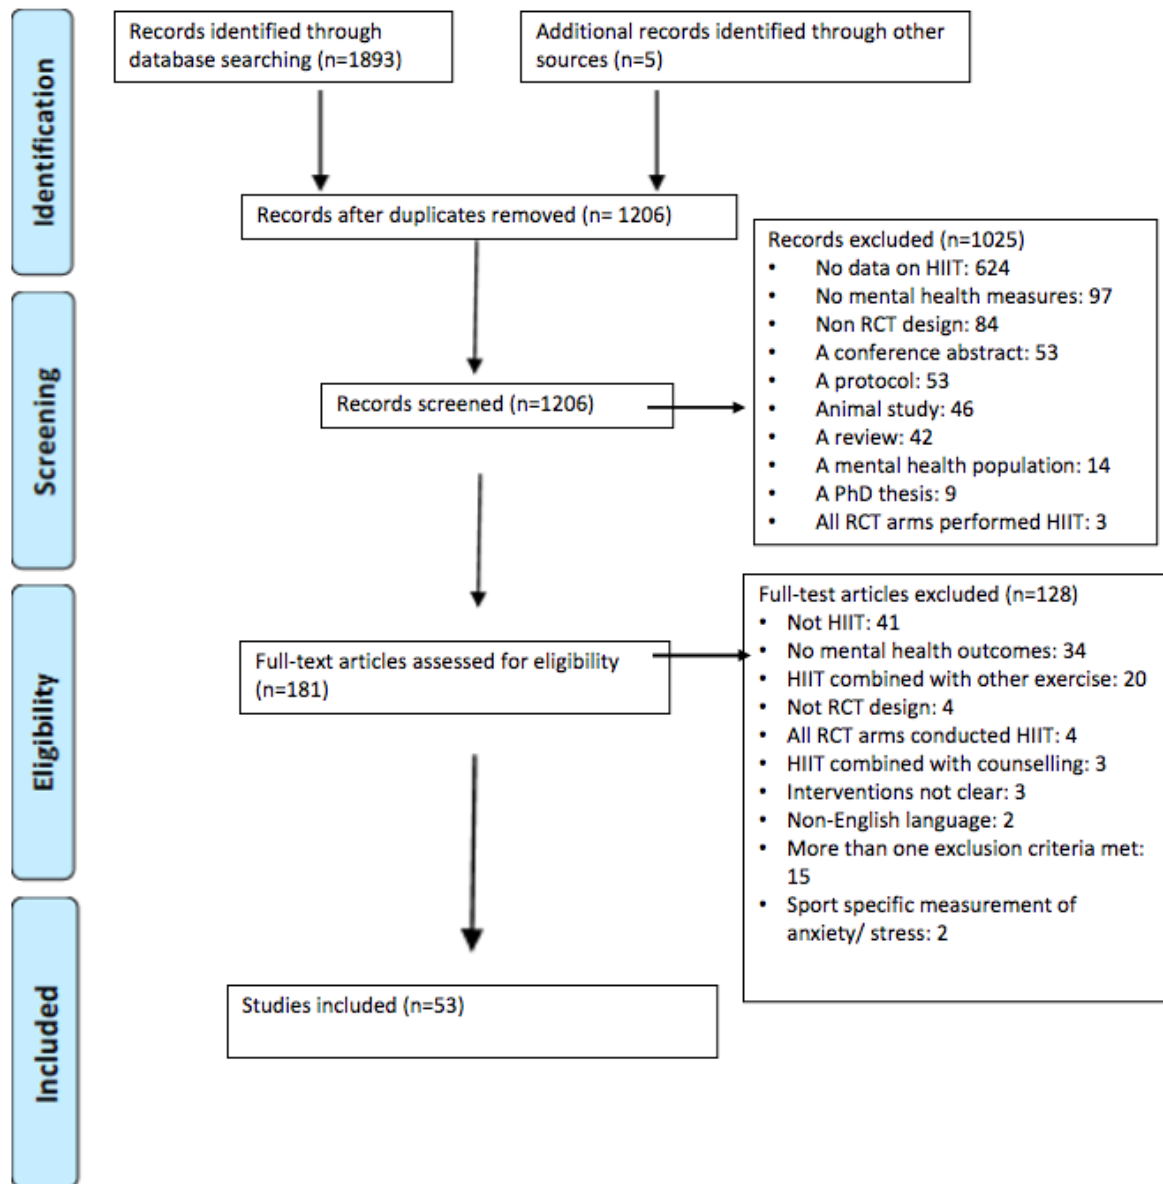 Identification
Records identified through
database searching (n=1893)
Additional records identified through other
sources (n=5)
Records after duplicates removed (n= 1206)
Screening
Records screened (n=1206)
Records excluded (n=1025)
• No data on HIIT: 624
• No mental health measures: 97
• Non RCT design: 84
• A conference abstract: 53
• A protocol: 53
• Animal study: 46
• A review: 42
• A mental health population: 14
• A PhD thesis: 9
• All RCT arms performed HIIT: 3
Eligibility
Full-text articles assessed for eligibility
(n=181)
Full-test articles excluded (n=128)
• Not HIIT: 41
• No mental health outcomes: 34
• HIIT combined with other exercise: 20
• Not RCT design: 4
• All RCT arms conducted HIIT: 4
• HIIT combined with counselling: 3
• Interventions not clear: 3
• Non-English language: 2
• More than one exclusion criteria met:
15
• Sport specific measurement of
anxiety/ stress: 2
Included
Studies included (n=53)